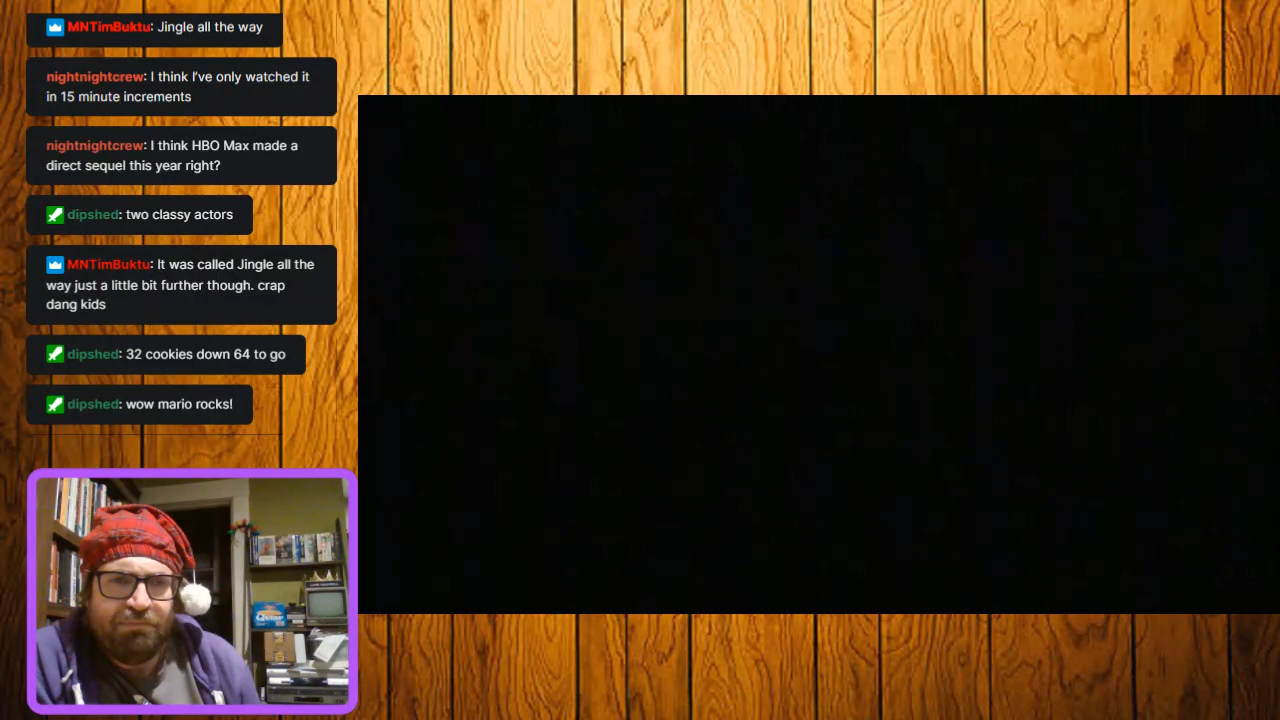 MNTimBuktu: Jingle all the way
nightnightcrew: I think I've only watched it
in 15 minute increments
nightnightcrew: I think HBO Max made a
direct sequel this year right?
dipshed: two classy actors
MNTimBuktu: It was called Jingle all the
way just a little bit further though. crap
dang kids
dipshed: 32 cookies down 64 to go
dipshed: wow mario rocks!